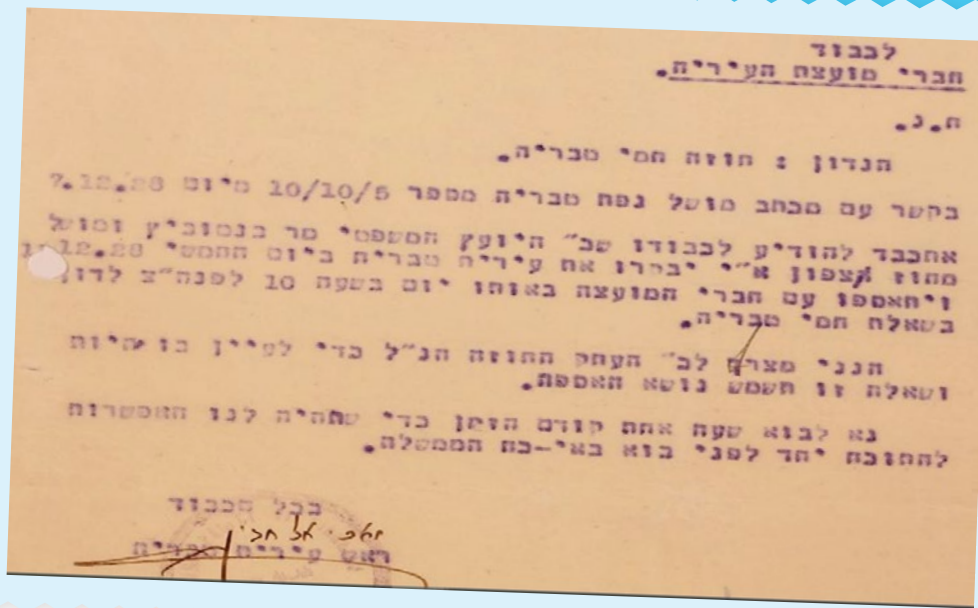 לכבוד
חברי מועצת העיריה.
ח.נ.
הנדון : חוזה חמי טבריה.
בקשר עם מכתב מושל נפת טבריה מספר 10/10/5 מיום 7.12.28
אתכבד להודיע לכבודו שכ״ היועץ המשפטי מר בנטוביץ ומושל
מחוז הצפון א״י יבקרו את עירית טבריה ביום החמשי 12.28
ויתאספו עם חברי המועצה באותו יום בשעה 10 לפנה״צ לדון
בשאלת חמי טבריה.
הנני מצרף לכ׳ העתק החוזה הנ״ל כדי לעיין בו היות
ושאלה זו תשמש נושא האספה.
נא לבוא שעה אחת קודם הזמן כדי שתהיה לנו האפשרות
להתוכח יחד לפני בוא באי-כח הממשלה.
בכל הכבוד
ראש עירית טבריה